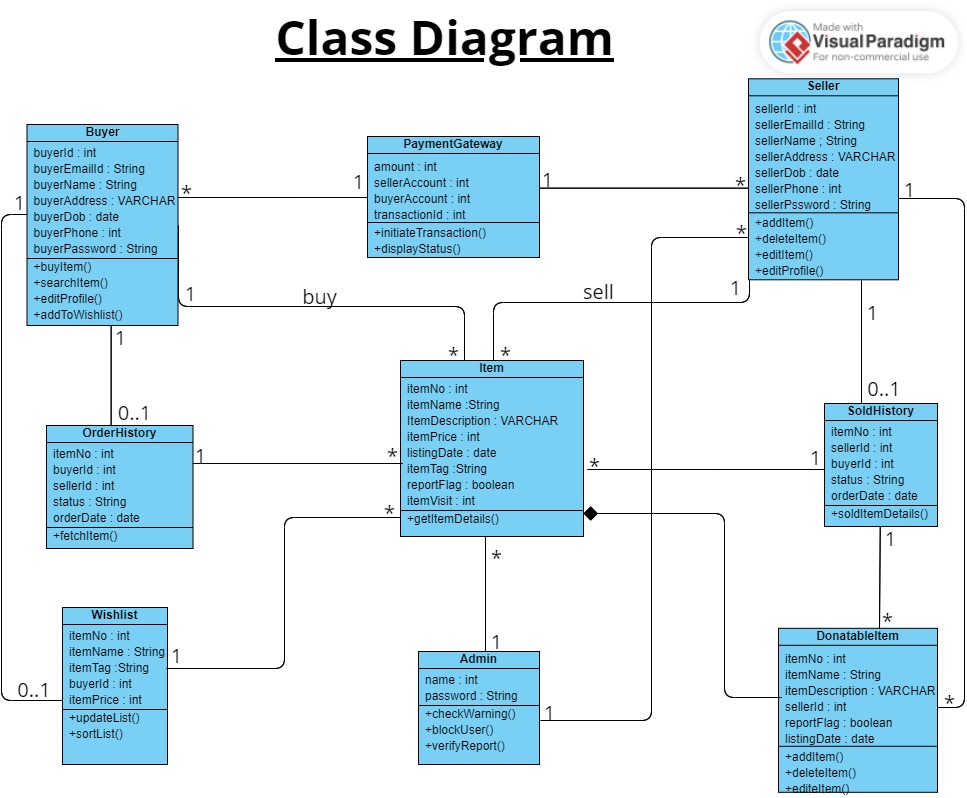 Class Diagram
Made with
VisualParadigm
For non-commercial use
Buyer
buyerId : int
buyerEmailId : String
buyerName : String
buyerAddress : VARCHAR
buyerDob : date
buyerPhone : int
buyerPassword : String
+buyItem()
+searchItem()
+editProfile()
+addToWishlist()
PaymentGateway
amount : int
sellerAccount : int
buyerAccount : int
transactionId : int
+initiateTransaction()
+displayStatus()
Seller
sellerId : int
sellerEmailId : String
sellerName ; String
sellerAddress : VARCHAR
sellerDob : date
sellerPhone : int
sellerPssword : String
+addItem()
+deleteItem()
+editItem()
+editProfile()
1
*
1
1
*
1
*
1
buy
sell
1
1
*
*
1
0..1
0..1
Item
itemNo : int
itemName :String
ItemDescription : VARCHAR
itemPrice : int
listingDate : date
itemTag :String
reportFlag : boolean
itemVisit : int
+getItemDetails()
OrderHistory
itemNo : int
buyerId : int
sellerId : int
status : String
orderDate : date
+fetchItem()
SoldHistory
itemNo : int
sellerId : int
buyerId : int
status : String
orderDate : date
+soldItemDetails()
1
*
*
1
*
*
1
1
*
Wishlist
itemNo : int
itemName : String
itemTag :String
buyerId : int
itemPrice : int
+updateList()
+sortList()
1
0..1
Admin
name : int
password : String
+checkWarning()
+blockUser()
+verifyReport()
1
DonatableItem
itemNo : int
itemName : String
itemDescription : VARCHAR
sellerId : int
reportFlag : boolean
listingDate : date
+addItem()
+deleteItem()
+editeItem()
*